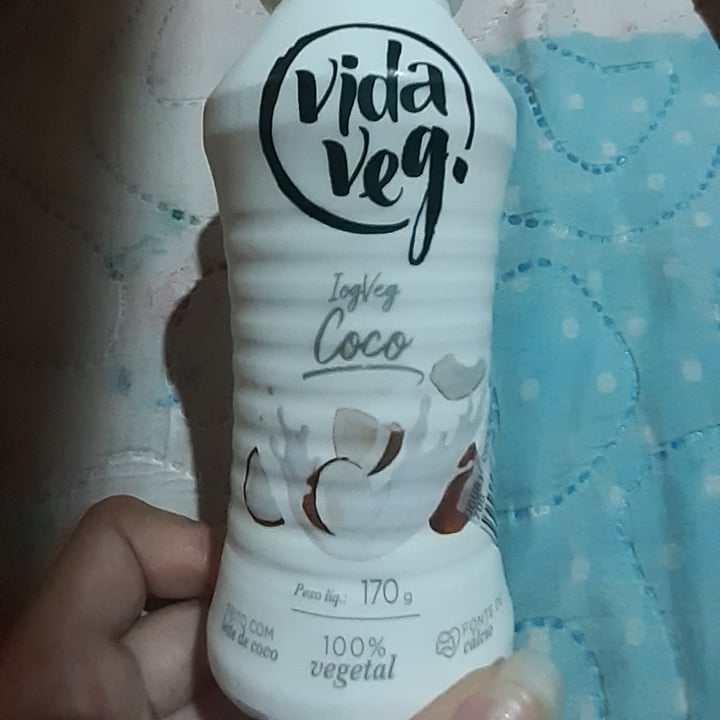 vida
veg.
IogVeg
Coco
Peso líq.: 170 g
FEITO COM
leite de coco
100%
vegetal
FONTE DE
cálcio